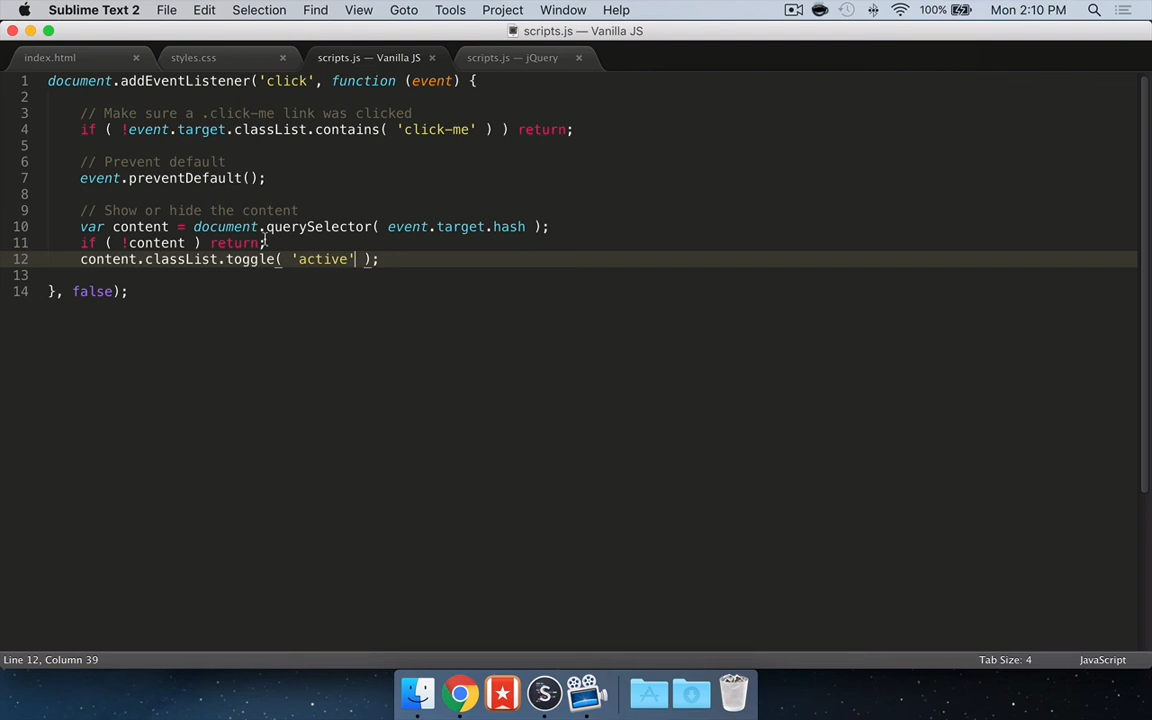 Sublime Text 2 File Edit Selection Find View Goto Tools Project Window Help 100% Mon 2:10 PM
scripts.js — Vanilla JS
index.html × styles.css × scripts.js — Vanilla JS × scripts.js — jQuery ×
1 document.addEventListener('click', function (event) {
2
3 // Make sure a .click-me link was clicked
4 if ( !event.target.classList.contains( 'click-me' ) ) return;
5
6 // Prevent default
7 event.preventDefault();
8
9 // Show or hide the content
10 var content = document.querySelector( event.target.hash );
11 if ( !content ) return;
12 content.classList.toggle( 'active' );
13
14 }, false);
Line 12, Column 39 Tab Size: 4 JavaScript